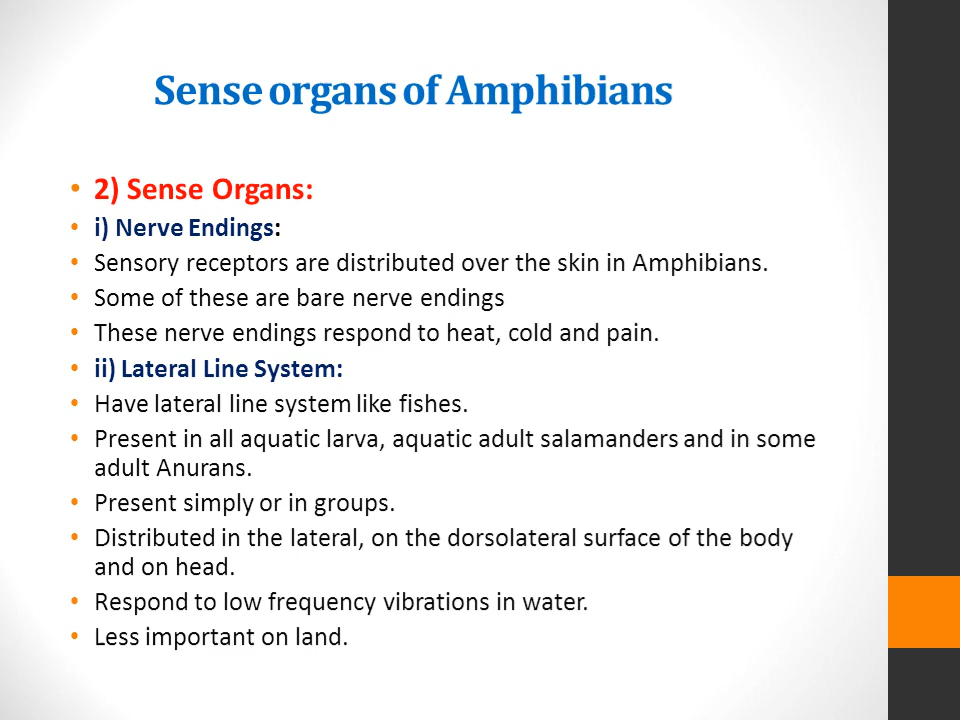 Sense organs of Amphibians
• 2) Sense Organs:
• i) Nerve Endings:
• Sensory receptors are distributed over the skin in Amphibians.
• Some of these are bare nerve endings
• These nerve endings respond to heat, cold and pain.
• ii) Lateral Line System:
• Have lateral line system like fishes.
• Present in all aquatic larva, aquatic adult salamanders and in some
adult Anurans.
• Present simply or in groups.
• Distributed in the lateral, on the dorsolateral surface of the body
and on head.
• Respond to low frequency vibrations in water.
• Less important on land.